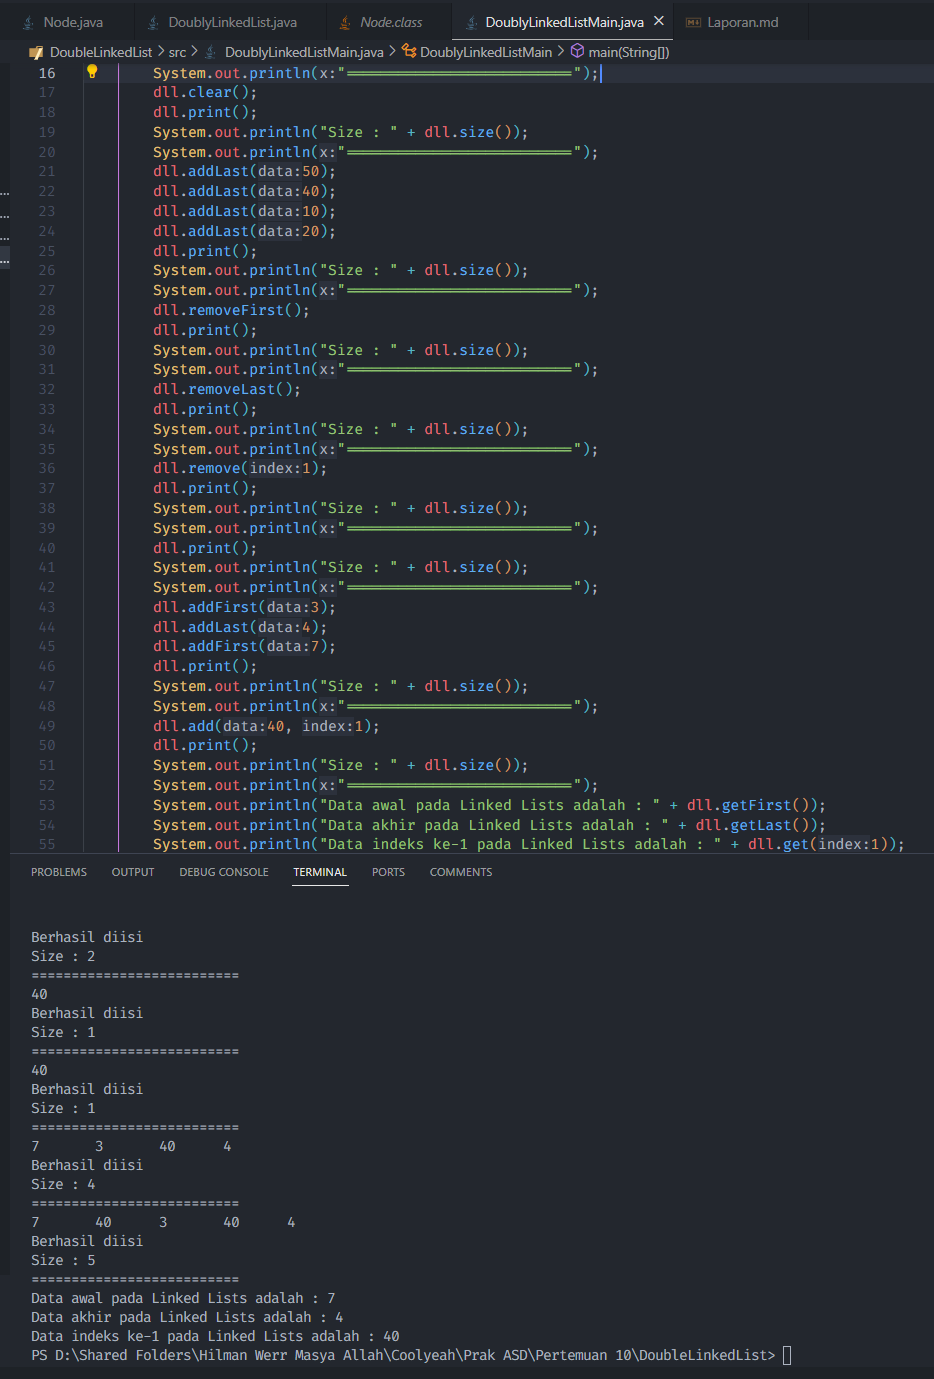 Node.java DoublyLinkedList.java Node.class DoublyLinkedListMain.java × Laporan.md
DoubleLinkedList > src > DoublyLinkedListMain.java > DoublyLinkedListMain > main(String[])
16 System.out.println(x:"==========================");
17 dll.clear();
18 dll.print();
19 System.out.println("Size : " + dll.size());
20 System.out.println(x:"==========================");
21 dll.addLast(data:50);
22 dll.addLast(data:40);
23 dll.addLast(data:10);
24 dll.addLast(data:20);
25 dll.print();
26 System.out.println("Size : " + dll.size());
27 System.out.println(x:"==========================");
28 dll.removeFirst();
29 dll.print();
30 System.out.println("Size : " + dll.size());
31 System.out.println(x:"==========================");
32 dll.removeLast();
33 dll.print();
34 System.out.println("Size : " + dll.size());
35 System.out.println(x:"==========================");
36 dll.remove(index:1);
37 dll.print();
38 System.out.println("Size : " + dll.size());
39 System.out.println(x:"==========================");
40 dll.print();
41 System.out.println("Size : " + dll.size());
42 System.out.println(x:"==========================");
43 dll.addFirst(data:3);
44 dll.addLast(data:4);
45 dll.addFirst(data:7);
46 dll.print();
47 System.out.println("Size : " + dll.size());
48 System.out.println(x:"==========================");
49 dll.add(data:40, index:1);
50 dll.print();
51 System.out.println("Size : " + dll.size());
52 System.out.println(x:"==========================");
53 System.out.println("Data awal pada Linked Lists adalah : " + dll.getFirst());
54 System.out.println("Data akhir pada Linked Lists adalah : " + dll.getLast());
55 System.out.println("Data indeks ke-1 pada Linked Lists adalah : " + dll.get(index:1));
PROBLEMS OUTPUT DEBUG CONSOLE TERMINAL PORTS COMMENTS
Berhasil diisi
Size : 2
==========================
40
Berhasil diisi
Size : 1
==========================
40
Berhasil diisi
Size : 1
==========================
7 3 40 4
Berhasil diisi
Size : 4
==========================
7 40 3 40 4
Berhasil diisi
Size : 5
==========================
Data awal pada Linked Lists adalah : 7
Data akhir pada Linked Lists adalah : 4
Data indeks ke-1 pada Linked Lists adalah : 40
PS D:\Shared Folders\Hilman Werr Masya Allah\Coolyeah\Prak ASD\Pertemuan 10\DoubleLinkedList>